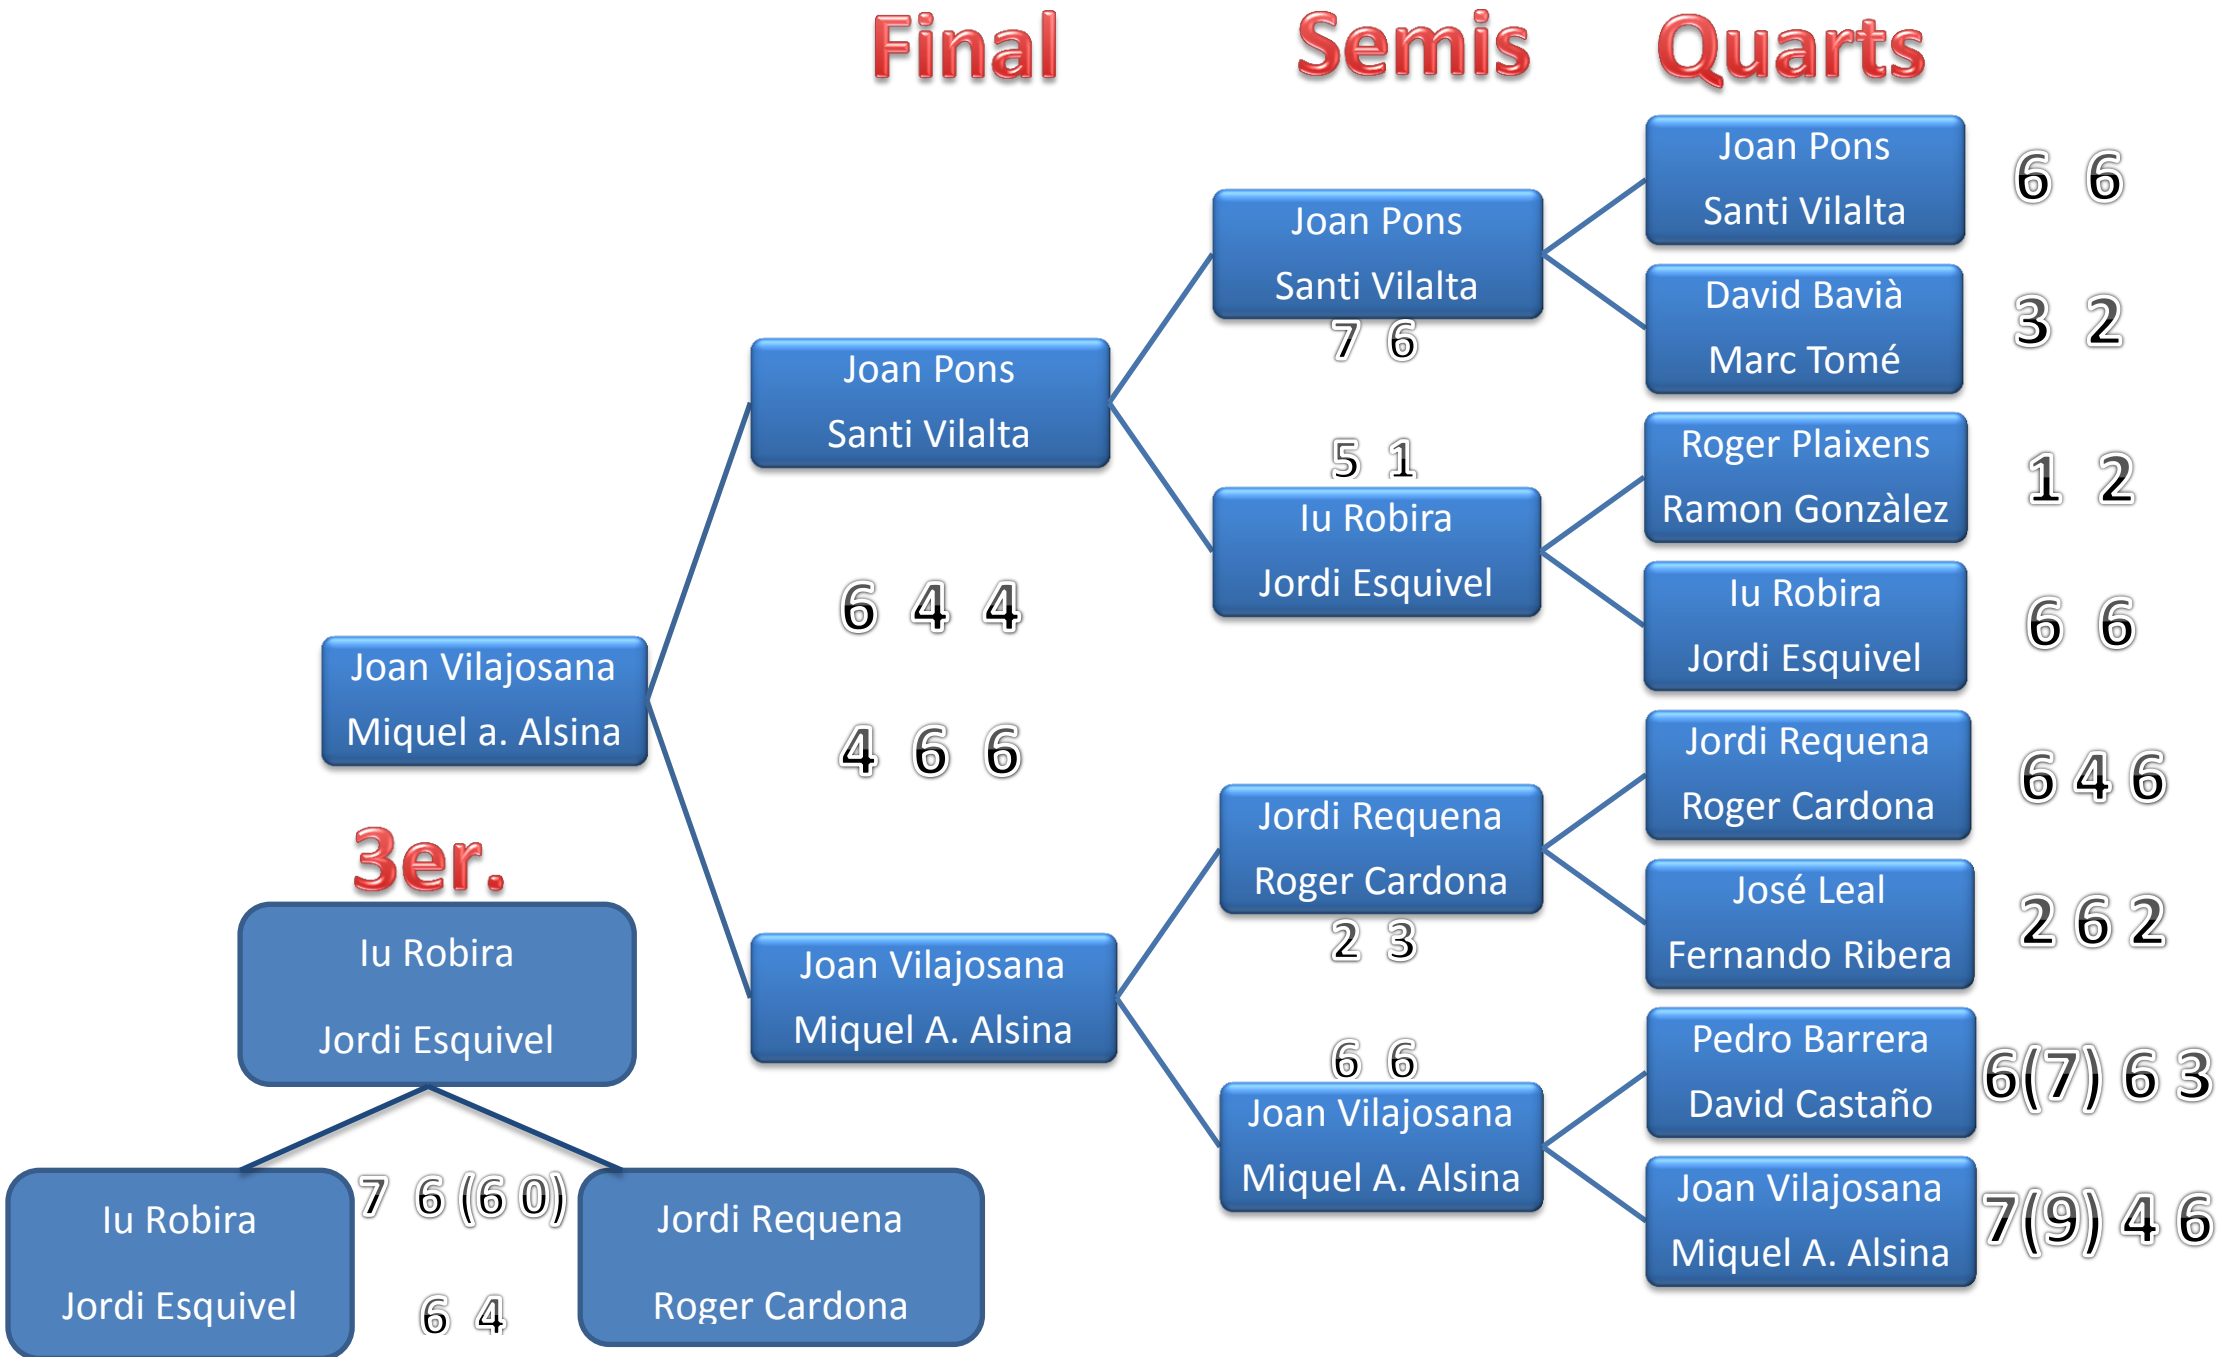 Final
Semis
Quarts
Joan Pons
Santi Vilalta
6 6
David Bavià
Marc Tomé
3 2
Roger Plaixens
Ramon Gonzàlez
1 2
Iu Robira
Jordi Esquivel
6 6
Jordi Requena
Roger Cardona
6 4 6
José Leal
Fernando Ribera
2 6 2
Pedro Barrera
David Castaño
6(7) 6 3
Joan Vilajosana
Miquel A. Alsina
7(9) 4 6
Joan Pons
Santi Vilalta
7 6
5 1
Iu Robira
Jordi Esquivel
Jordi Requena
Roger Cardona
2 3
6 6
Joan Vilajosana
Miquel A. Alsina
Joan Pons
Santi Vilalta
6 4 4
4 6 6
Joan Vilajosana
Miquel A. Alsina
Joan Vilajosana
Miquel a. Alsina
3er.
Iu Robira
Jordi Esquivel
Iu Robira
Jordi Esquivel
7 6 (6 0)
6 4
Jordi Requena
Roger Cardona